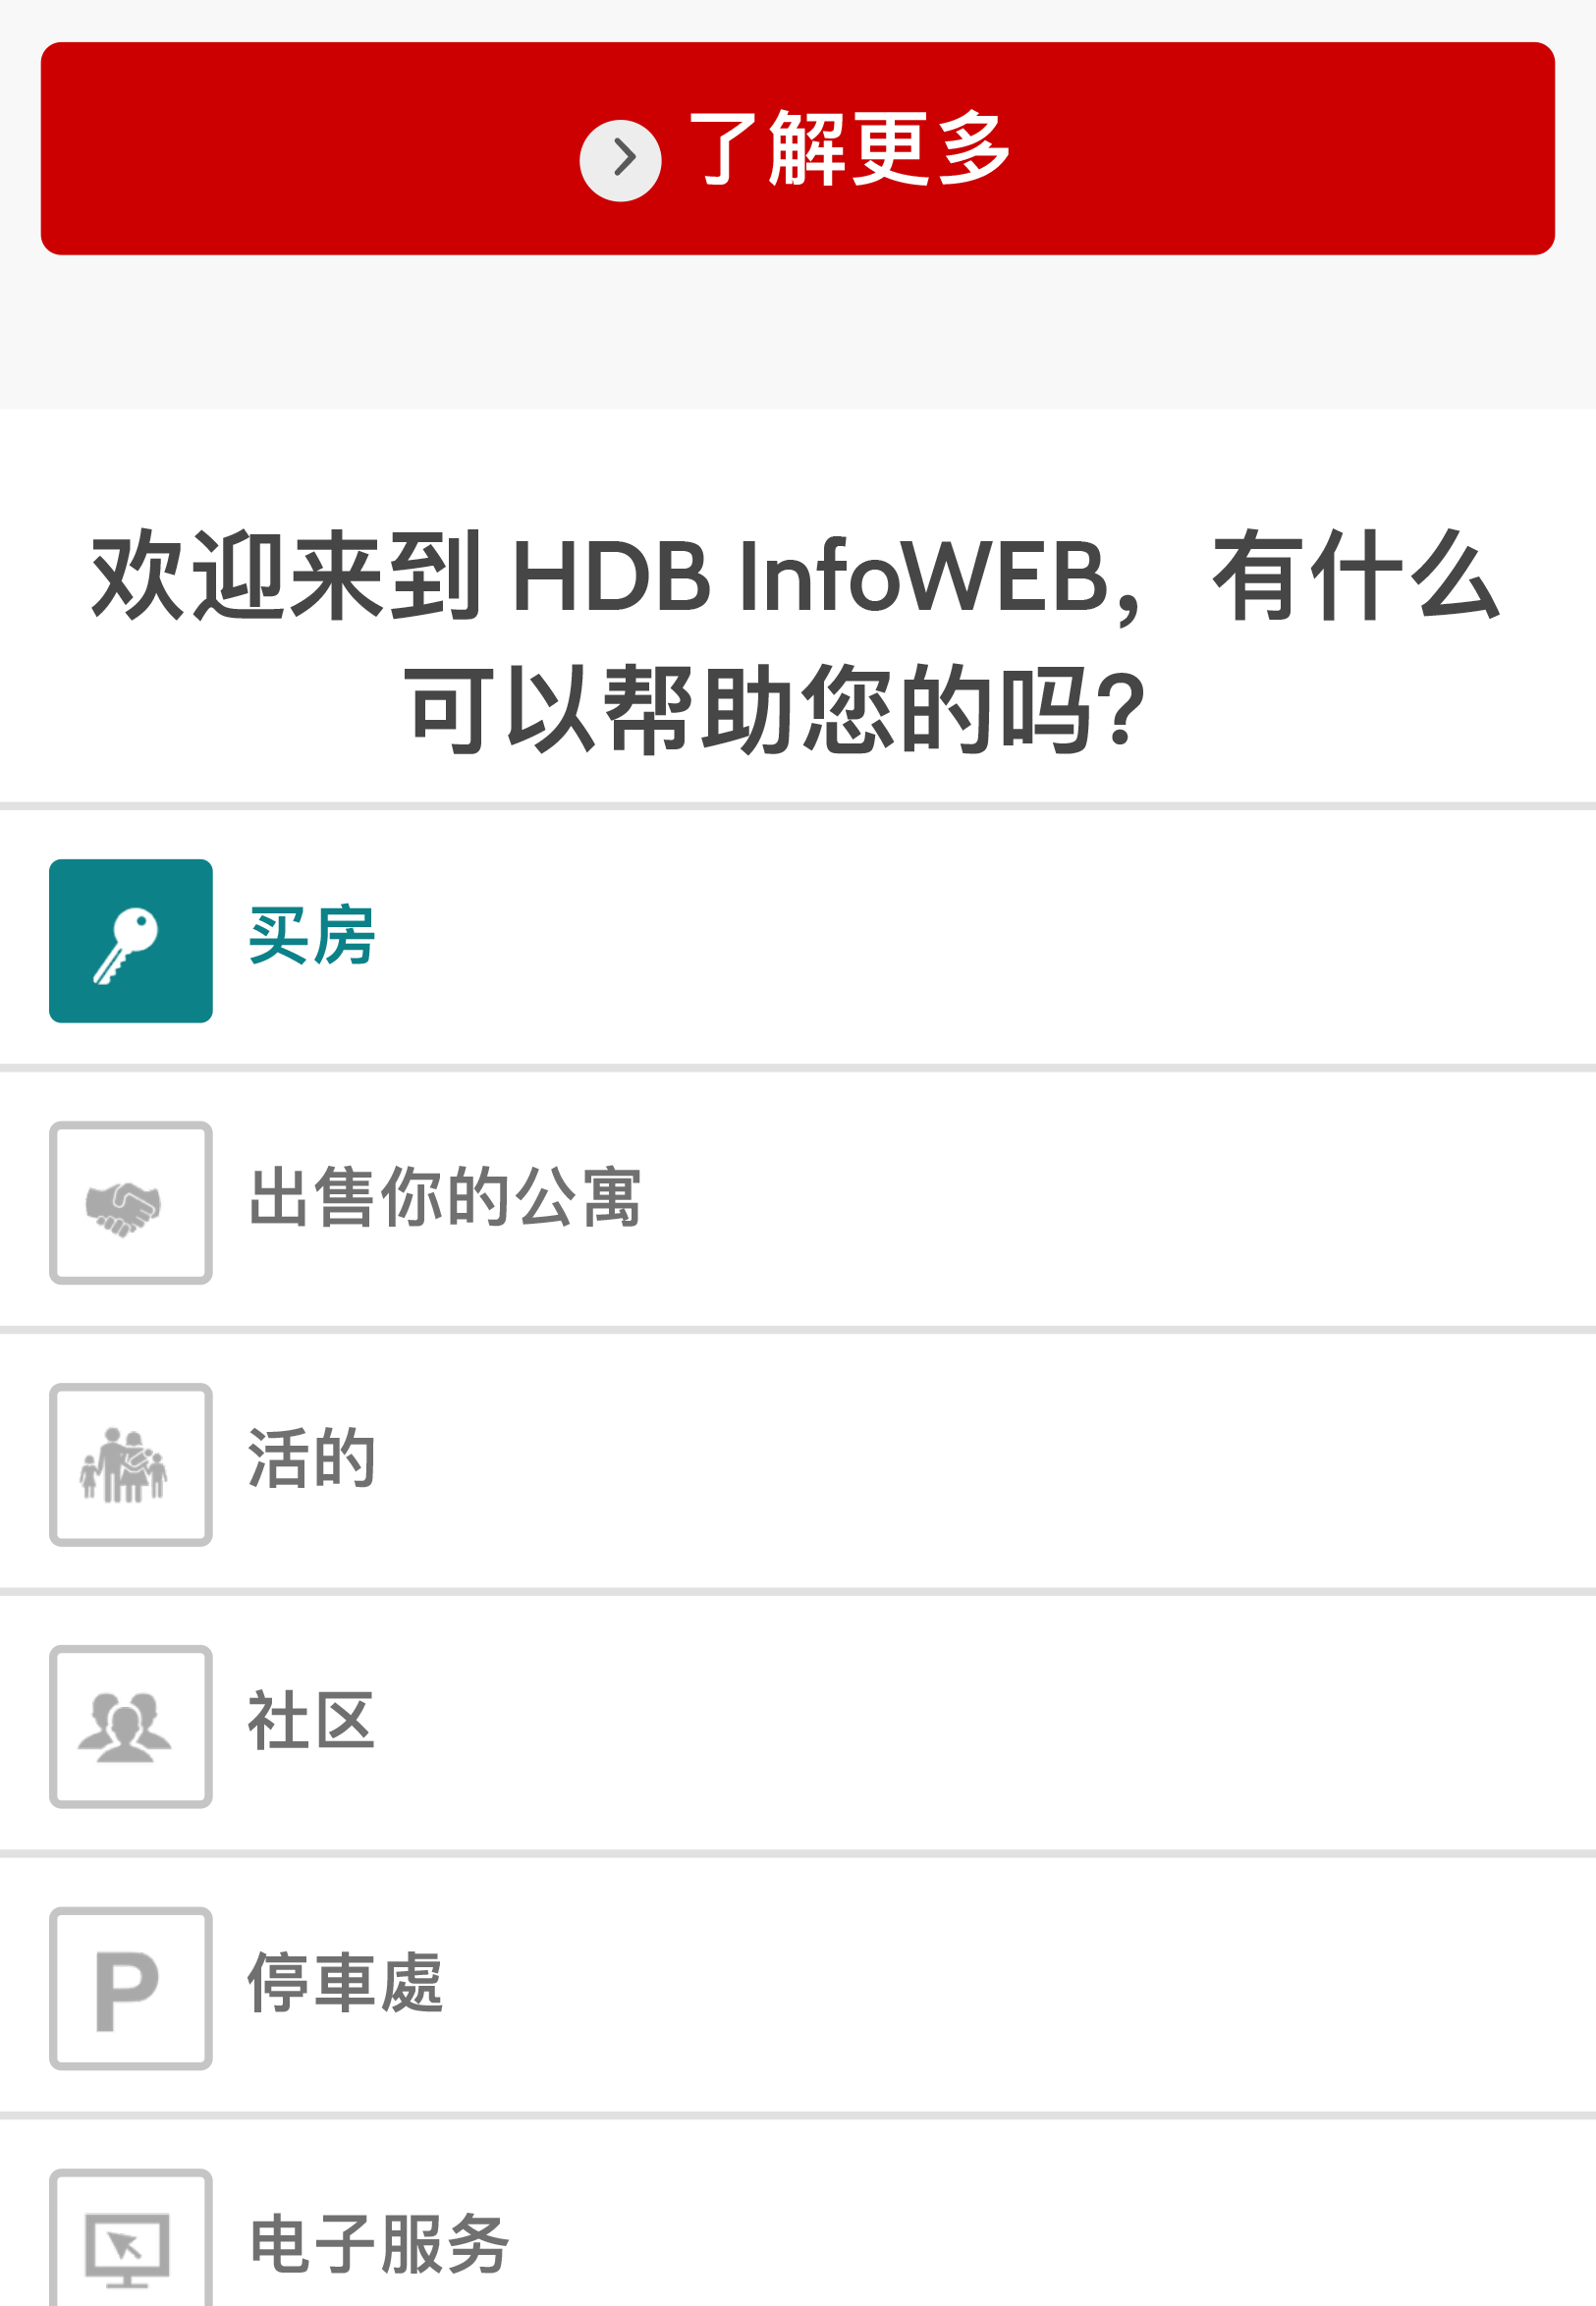 了解更多
欢迎来到 HDB InfoWEB， 有什么
可以帮助您的吗？
买房
出售你的公寓
活的
社区
P
停車處
电子服务